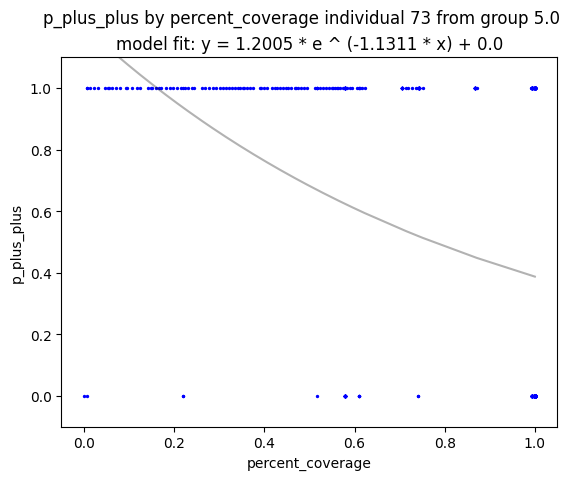 p_plus_plus by percent_coverage individual 73 from group 5.0
model fit: y = 1.2005 * e ^ (-1.1311 * x) + 0.0
1.0
0.8
0.6
0.4
0.2
0.0
p_plus_plus
0.0 0.2 0.4 0.6 0.8 1.0
percent_coverage